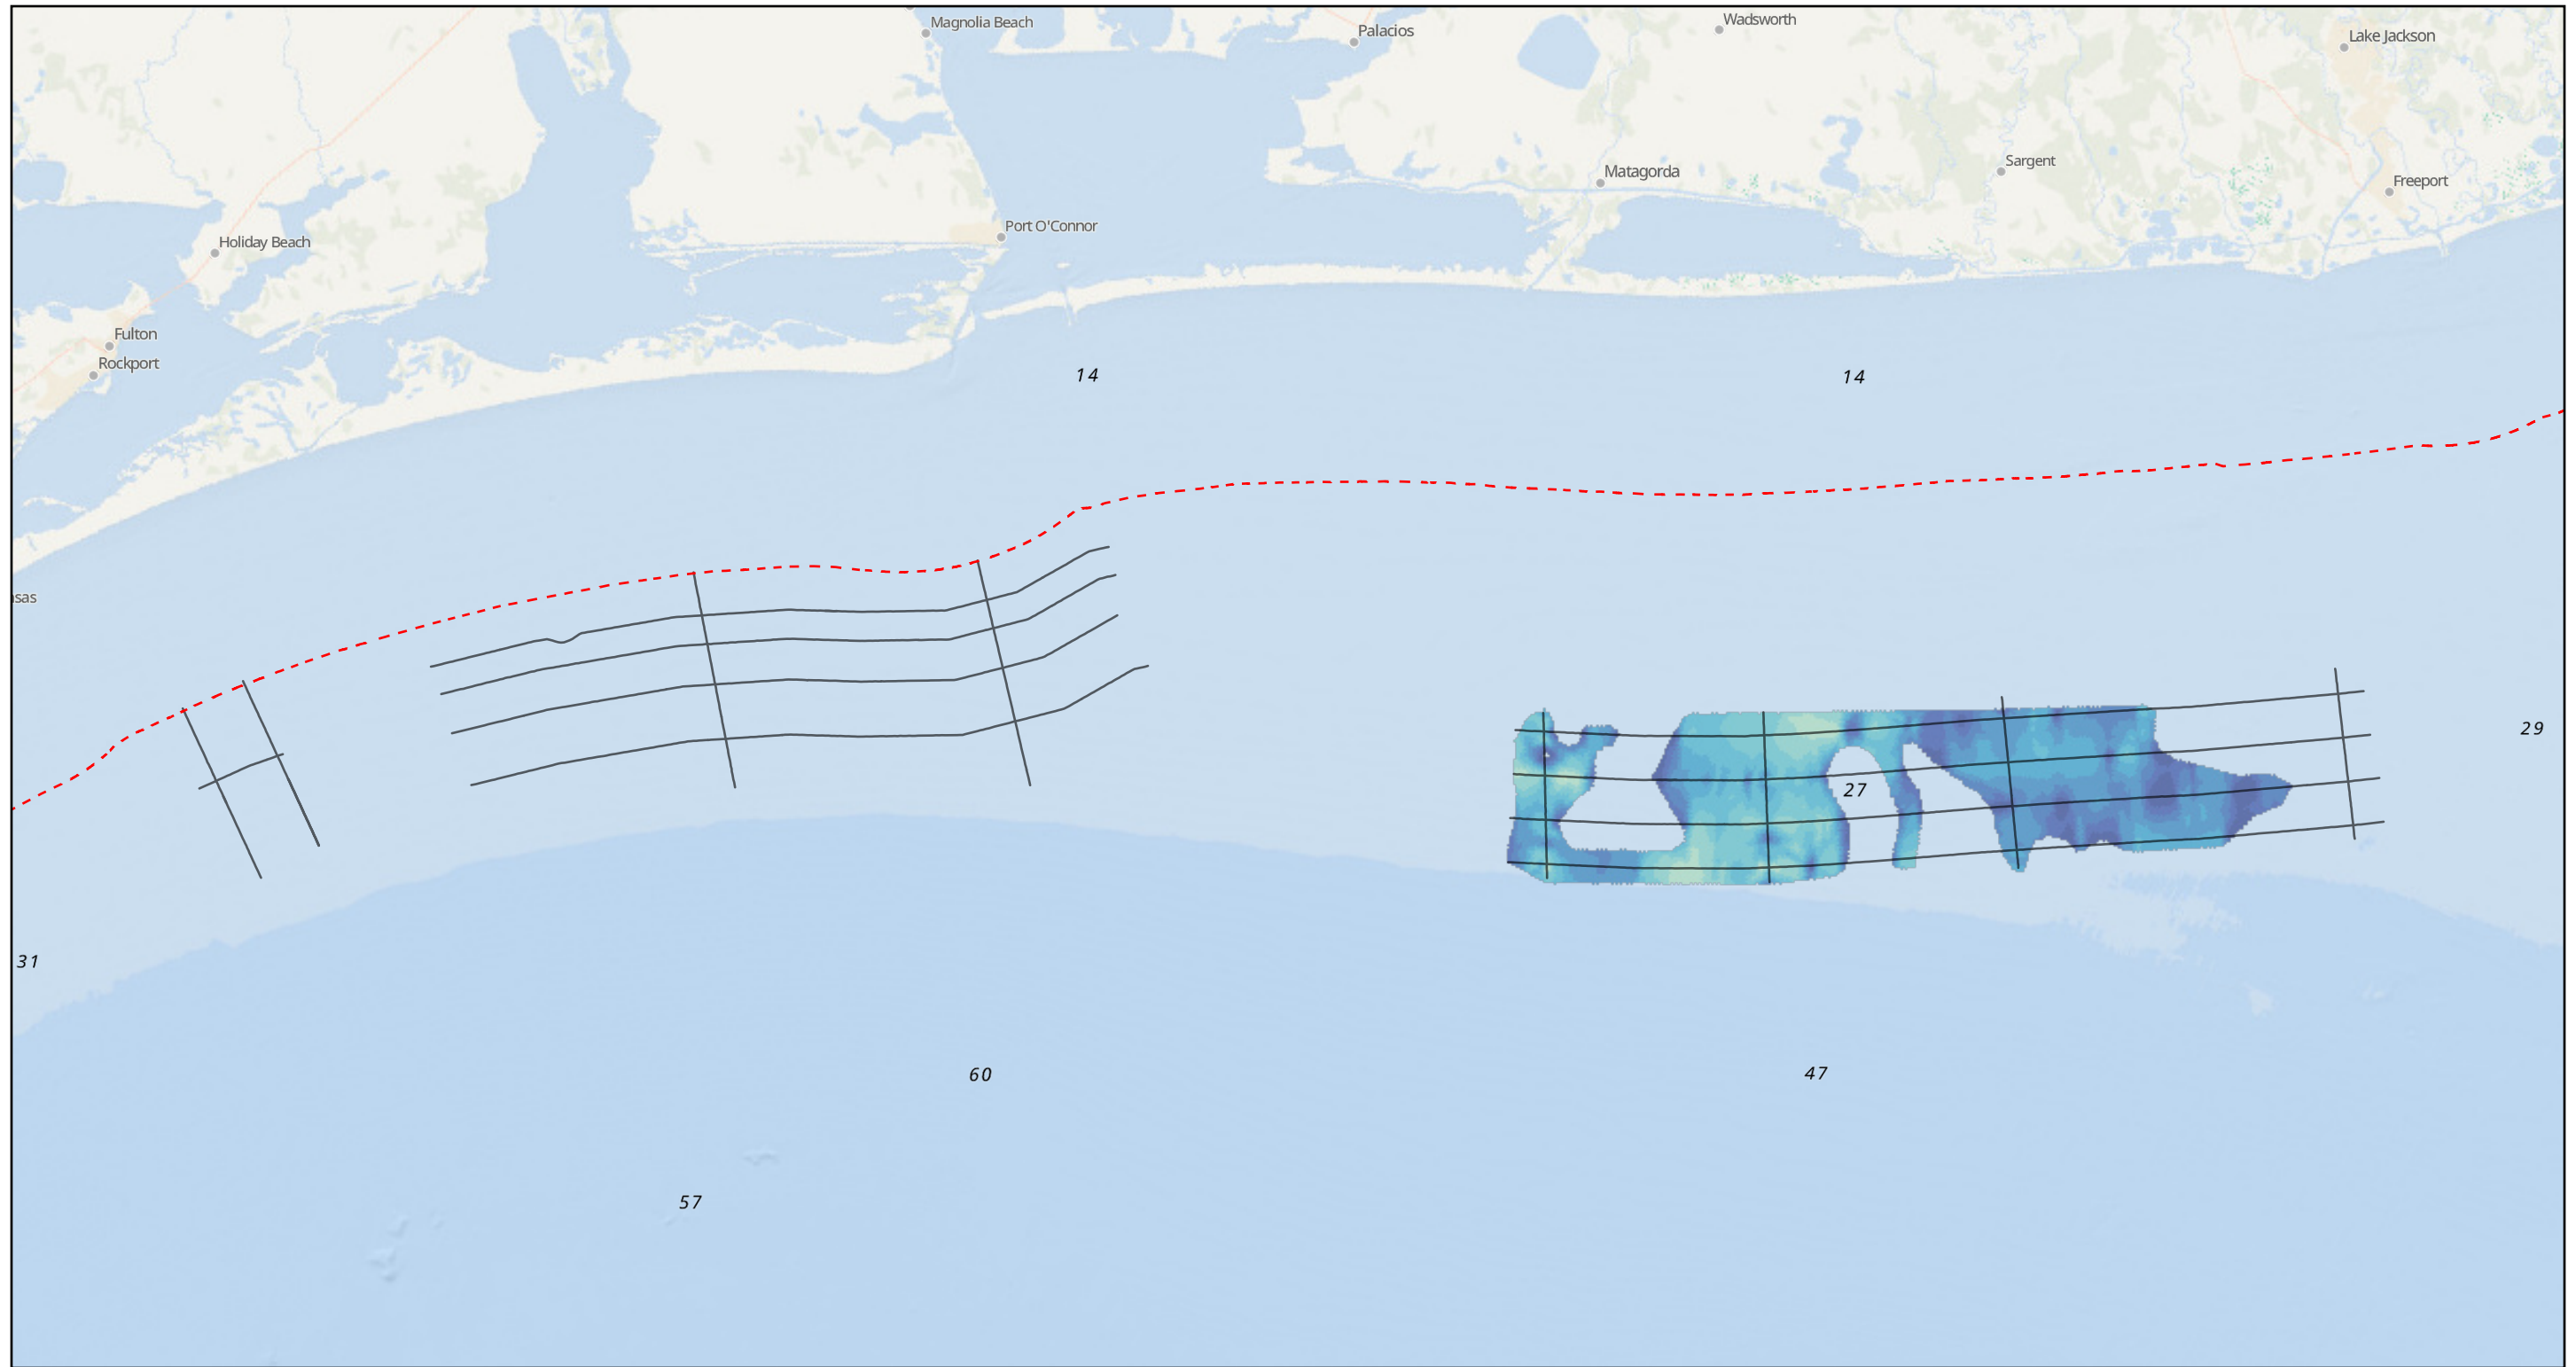 Magnolia Beach
Palacios
Wadsworth
Lake Jackson
Matagorda
Sargent
Freeport
Port O'Connor
Holiday Beach
Fulton
Rockport
14
14
sas
29
27
31
60
47
57